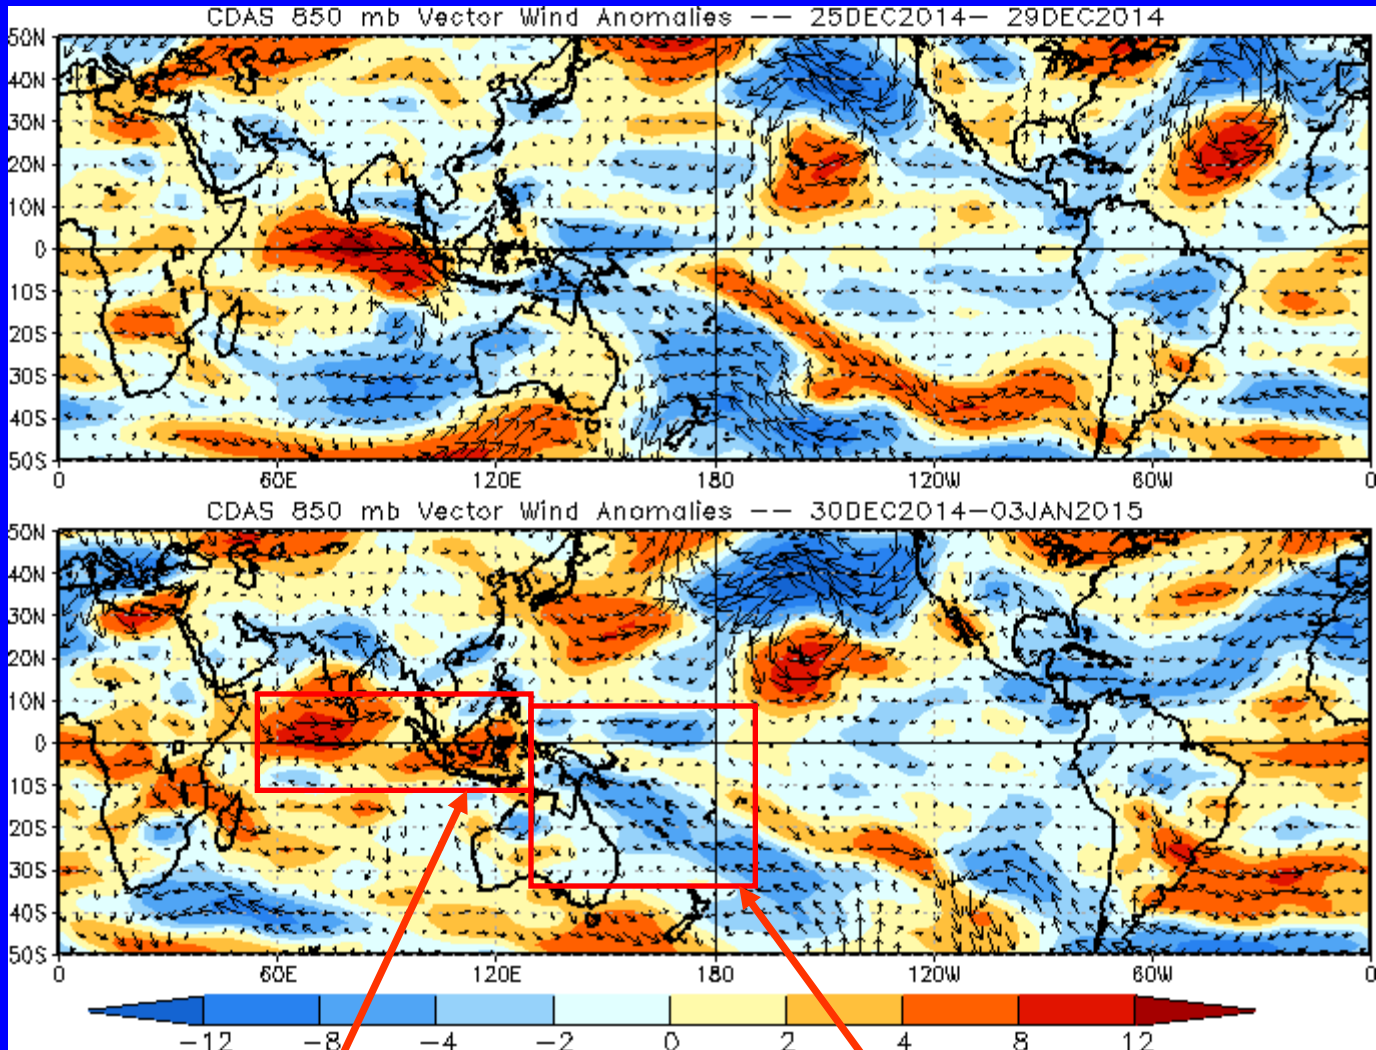 CDAS 850 mb Vector Wind Anomalies -- 25DEC2014- 29DEC2014
50N
40N
30N
20N
10N
0
10S
20S
30S
40S
50S
0 60E 120E 180 120W 60W 0
CDAS 850 mb Vector Wind Anomalies -- 30DEC2014-03JAN2015
50N
40N
30N
20N
10N
0
10S
20S
30S
40S
50S
0 60E 120E 180 120W 60W 0
-12 -8 -4 -2 0 2 4 8 12